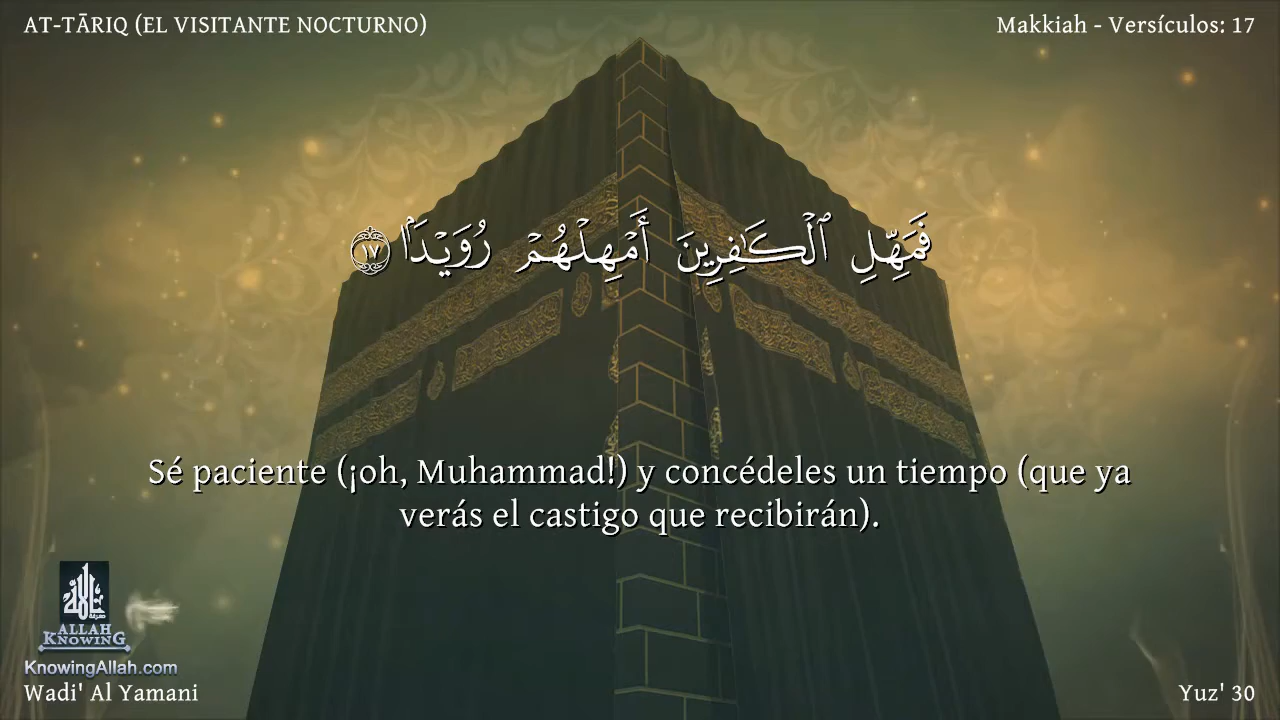 AT-TĀRIQ (EL VISITANTE NOCTURNO)
Makkiah - Versículos: 17
فَمَهِّلِ ٱلْكَـٰفِرِينَ أَمْهِلْهُمْ رُوَيْدًۢا ١٧
Sé paciente (¡oh, Muhammad!) y concédeles un tiempo (que ya
verás el castigo que recibirán).
ALLAH
KNOWING
KnowingAllah.com
Wadi' Al Yamani
Yuz' 30